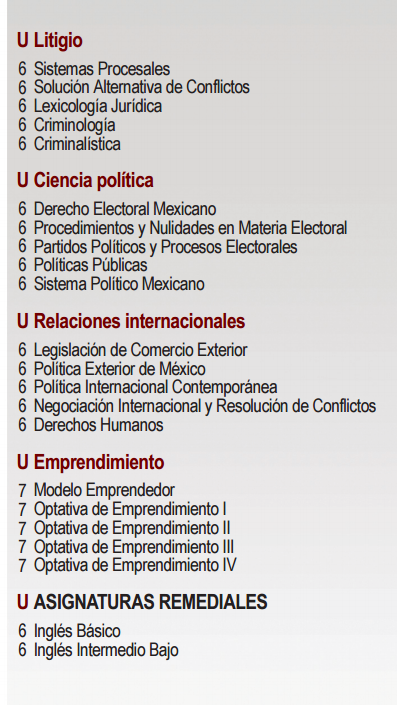 U Litigio
6 Sistemas Procesales
6 Solución Alternativa de Conflictos
6 Lexicología Jurídica
6 Criminología
6 Criminalística
U Ciencia política
6 Derecho Electoral Mexicano
6 Procedimientos y Nulidades en Materia Electoral
6 Partidos Políticos y Procesos Electorales
6 Políticas Públicas
6 Sistema Político Mexicano
U Relaciones internacionales
6 Legislación de Comercio Exterior
6 Política Exterior de México
6 Política Internacional Contemporánea
6 Negociación Internacional y Resolución de Conflictos
6 Derechos Humanos
U Emprendimiento
7 Modelo Emprendedor
7 Optativa de Emprendimiento I
7 Optativa de Emprendimiento II
7 Optativa de Emprendimiento III
7 Optativa de Emprendimiento IV
U ASIGNATURAS REMEDIALES
6 Inglés Básico
6 Inglés Intermedio Bajo